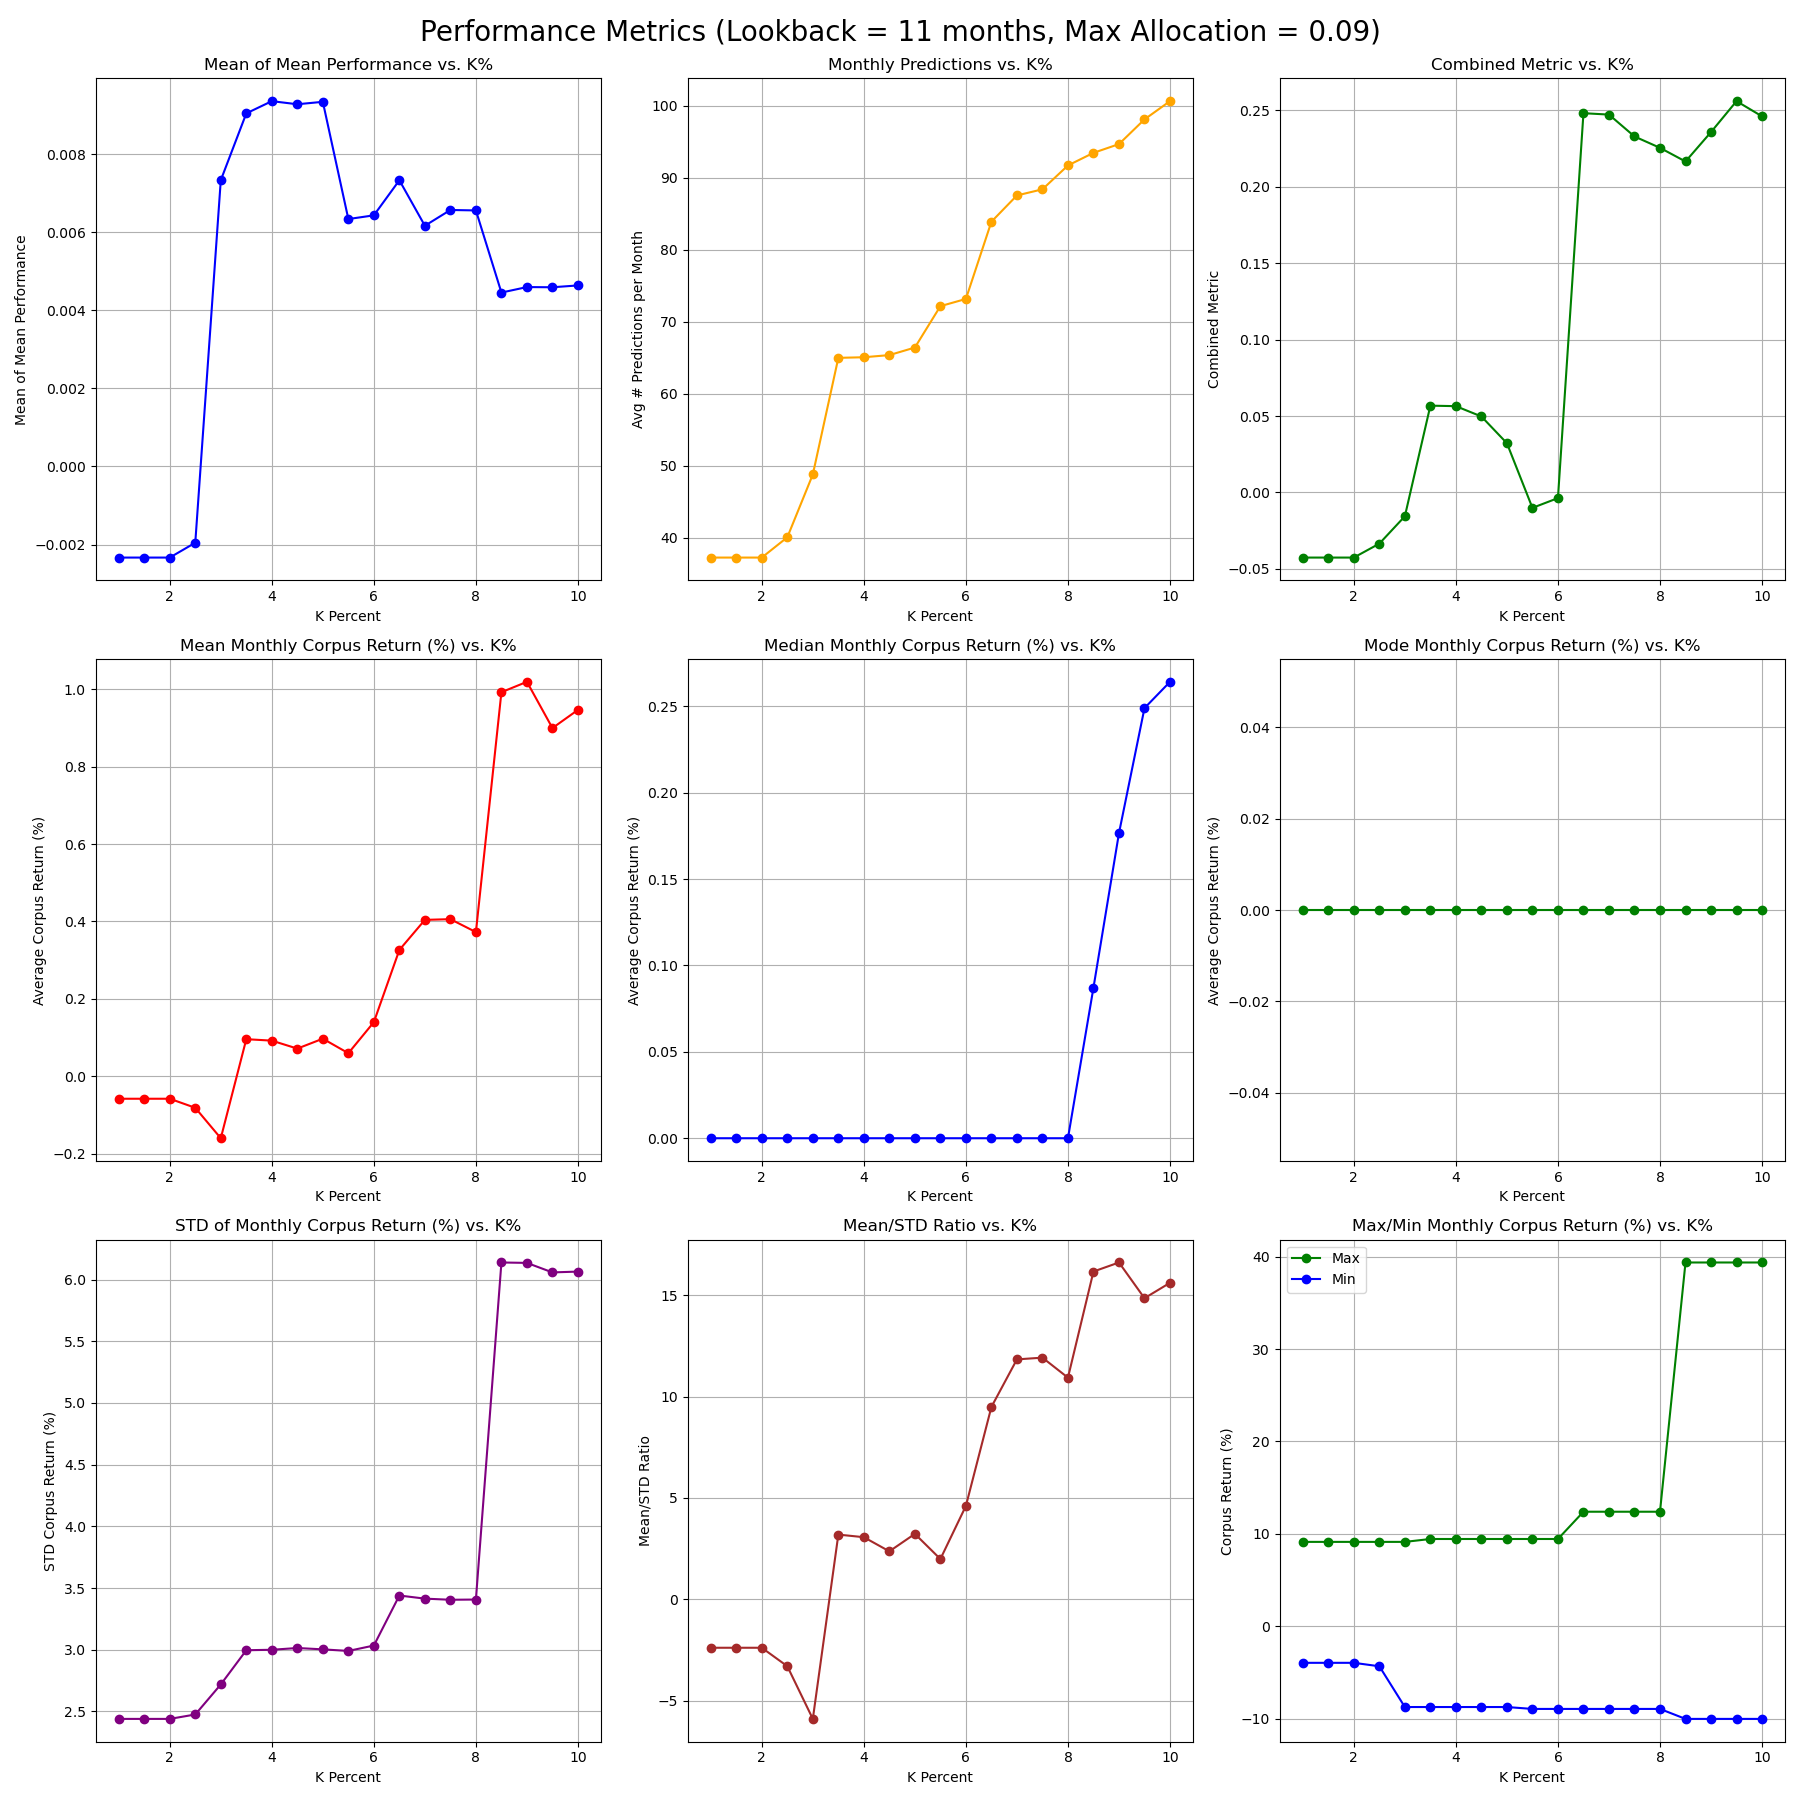 Performance Metrics (Lookback = 11 months, Max Allocation = 0.09)
Mean of Mean Performance vs. K%
Mean of Mean Performance
0.008
0.006
0.004
0.002
0.000
−0.002
2 4 6 8 10
K Percent
Monthly Predictions vs. K%
Avg # Predictions per Month
100
90
80
70
60
50
40
2 4 6 8 10
K Percent
Combined Metric vs. K%
Combined Metric
0.25
0.20
0.15
0.10
0.05
0.00
−0.05
2 4 6 8 10
K Percent
Mean Monthly Corpus Return (%) vs. K%
Average Corpus Return (%)
1.0
0.8
0.6
0.4
0.2
0.0
−0.2
2 4 6 8 10
K Percent
Median Monthly Corpus Return (%) vs. K%
Average Corpus Return (%)
0.25
0.20
0.15
0.10
0.05
0.00
2 4 6 8 10
K Percent
Mode Monthly Corpus Return (%) vs. K%
Average Corpus Return (%)
0.04
0.02
0.00
−0.02
−0.04
2 4 6 8 10
K Percent
STD of Monthly Corpus Return (%) vs. K%
STD Corpus Return (%)
6.0
5.5
5.0
4.5
4.0
3.5
3.0
2.5
2 4 6 8 10
K Percent
Mean/STD Ratio vs. K%
Mean/STD Ratio
15
10
5
0
−5
2 4 6 8 10
K Percent
Max/Min Monthly Corpus Return (%) vs. K%
Max
Min
Corpus Return (%)
40
30
20
10
0
−10
2 4 6 8 10
K Percent